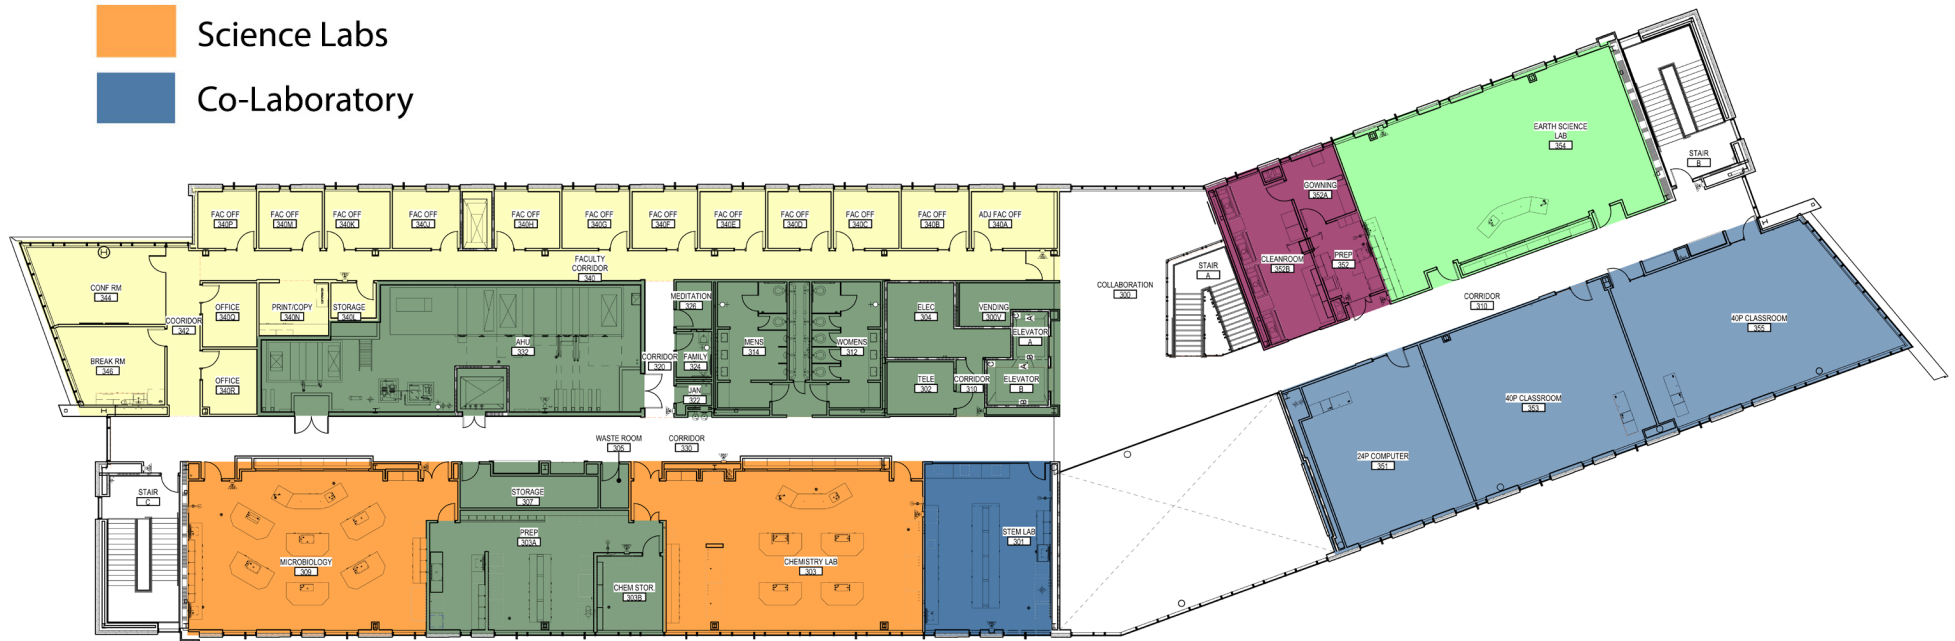 Science Labs
Co-Laboratory
EARTH SCIENCE
LAB
354
STAIR
B
GOWNING
352A
CLEANROOM
352B
PREP
352
STAIR
A
COLLABORATION
300
CORRIDOR
310
40P CLASSROOM
355
40P CLASSROOM
353
24P COMPUTER
351
FAC OFF
340P
FAC OFF
340M
FAC OFF
340K
FAC OFF
340J
FAC OFF
340H
FAC OFF
340G
FAC OFF
340F
FAC OFF
340E
FAC OFF
340D
FAC OFF
340C
FAC OFF
340B
ADJ FAC OFF
340A
FACULTY
CORRIDOR
340
CONF RM
344
COORIDOR
342
OFFICE
340Q
PRINT/COPY
340N
STORAGE
340L
BREAK RM
346
OFFICE
340R
AHU
332
CORRIDOR
320
MEDITATION
326
FAMILY
324
JAN
322
MENS
314
WOMENS
312
ELEC
304
VENDING
300V
ELEVATOR
A
TELE
302
CORRIDOR
310
ELEVATOR
B
WASTE ROOM
305
CORRIDOR
330
STAIR
C
MICROBIOLOGY
309
STORAGE
307
PREP
303A
CHEM STOR.
303B
CHEMISTRY LAB
303
STEM LAB
301